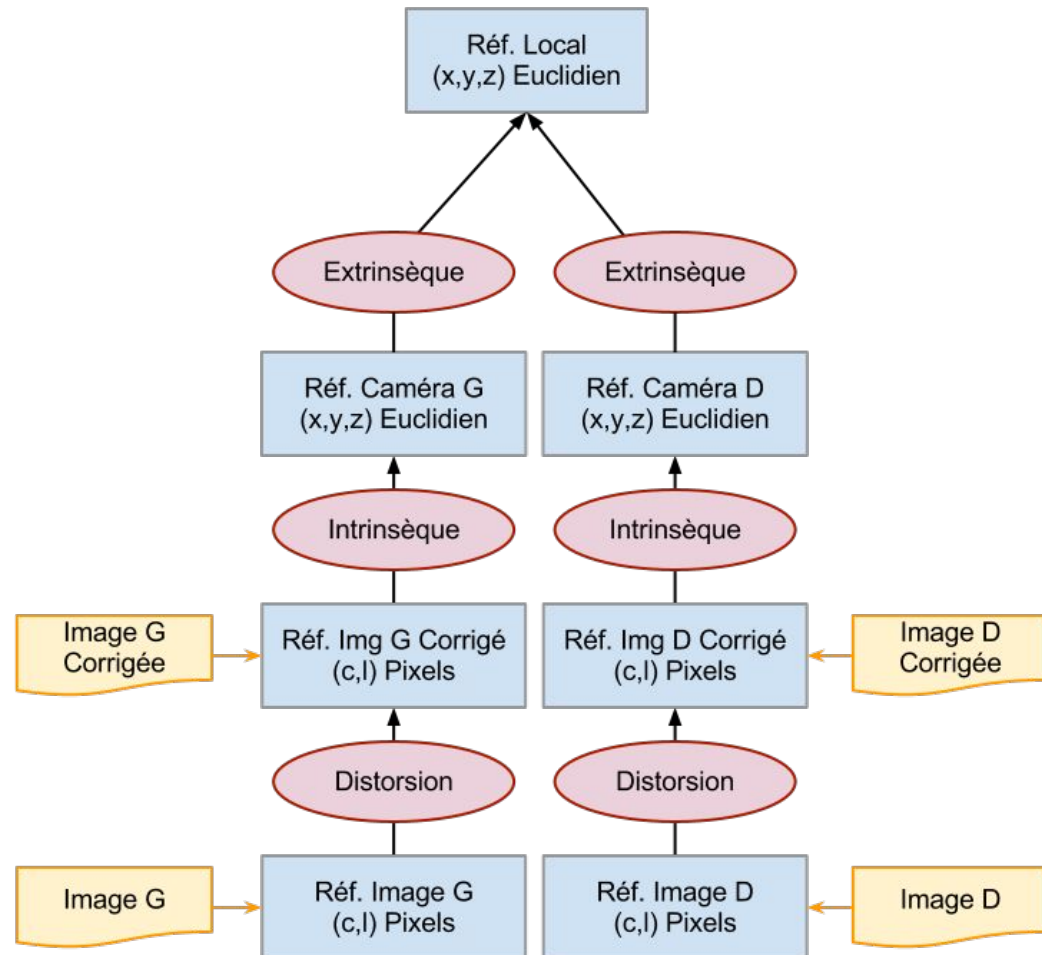 Réf. Local
(x,y,z) Euclidien
Extrinsèque
Extrinsèque
Réf. Caméra G
(x,y,z) Euclidien
Réf. Caméra D
(x,y,z) Euclidien
Intrinsèque
Intrinsèque
Image G
Corrigée
Réf. Img G Corrigé
(c,l) Pixels
Réf. Img D Corrigé
(c,l) Pixels
Image D
Corrigée
Distorsion
Distorsion
Image G
Réf. Image G
(c,l) Pixels
Réf. Image D
(c,l) Pixels
Image D